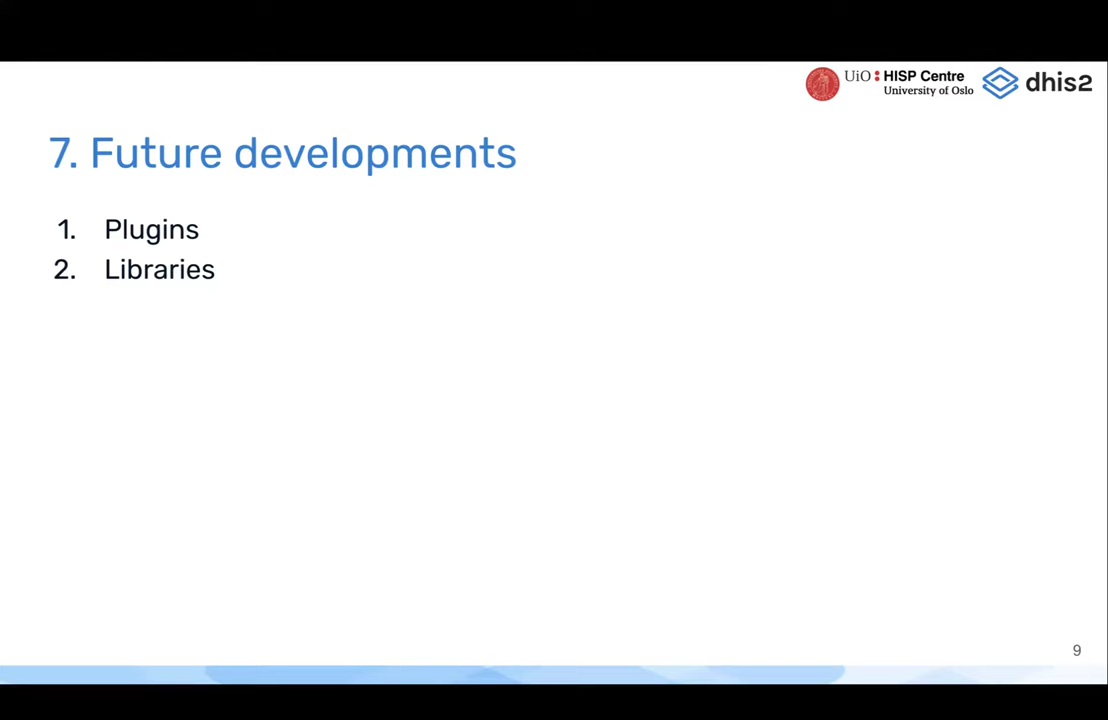 UiO HISP Centre
University of Oslo
dhis2
7. Future developments
1. Plugins
2. Libraries
9